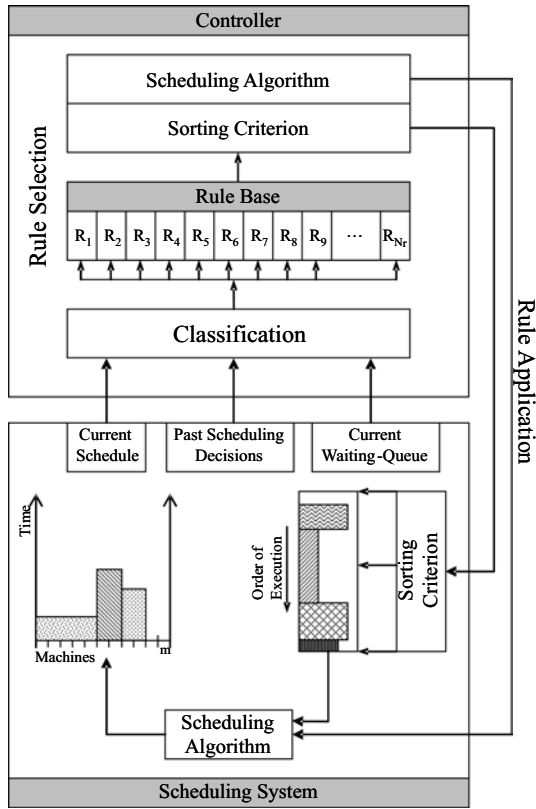 Controller
Scheduling Algorithm
Sorting Criterion
Rule Selection
Rule Base
R1 R2 R3 R4 R5 R6 R7 R8 R9 ... RNr
Classification
Rule Application
Current
Schedule
Past Scheduling
Decisions
Current
Waiting-Queue
Time
Machines
m
Order of
Execution
Sorting
Criterion
Scheduling
Algorithm
Scheduling System